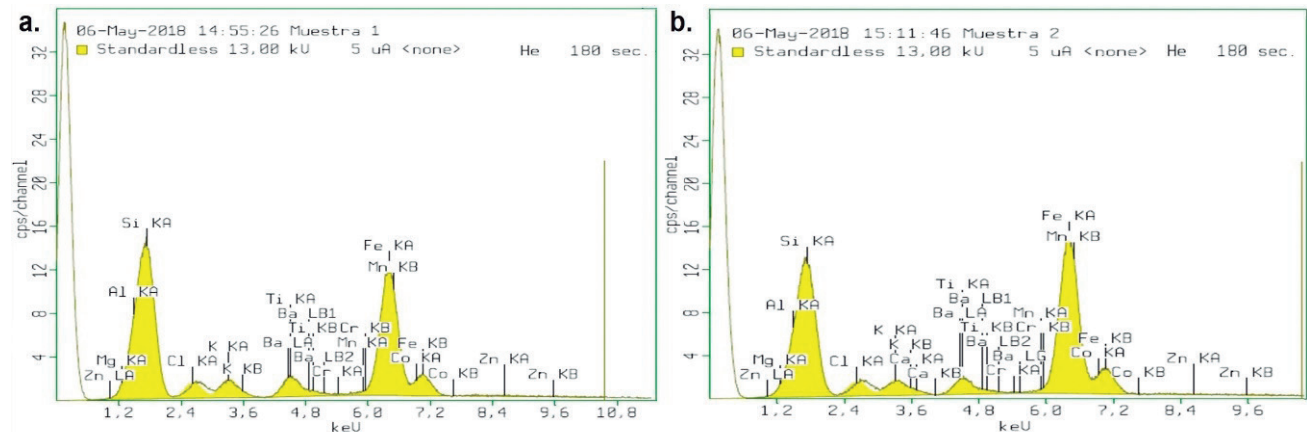 a.
06-May-2018 14:55:26 Muestra 1
Standardless 13,00 kV 5 uA <none> He 180 sec.
cps/channel
32
28
24
20
16
12
8
4
Si KA
Al KA
Mg KA
Zn LA
Cl KA
K KA
K KB
Ti KA
Ba LB1
Ti KB Cr KB
Ba LA Mn KA
Ba LB2
Cr KA
Fe KA
Mn KB
Fe KB
Co KA
Co KB
Zn KA
Zn KB
1,2 2,4 3,6 4,8 6,0 7,2 8,4 9,6 10,8
keV
b.
06-May-2018 15:11:46 Muestra 2
Standardless 13,00 kV 5 uA <none> He 180 sec.
cps/channel
32
28
24
20
16
12
8
4
Si KA
Al KA
Mg KA
Zn LA
Cl KA
K KA
K KB
Ca KA
Ca KB
Ti KA
Ba LB1
Ba LA Mn KA
Ti KB Cr KB
Ba LB2
Ba LG
Cr KA
Fe KA
Mn KB
Fe KB
Co KA
Co KB
Zn KA
Zn KB
1,2 2,4 3,6 4,8 6,0 7,2 8,4 9,6
keV